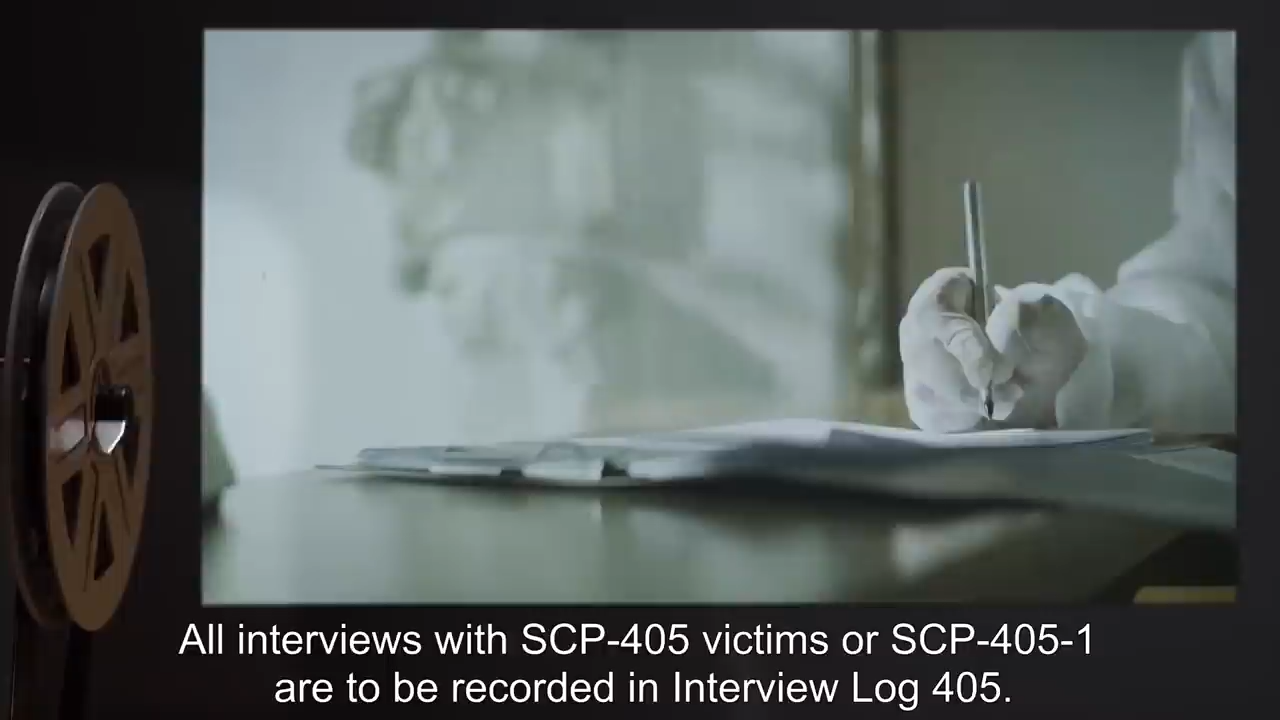 All interviews with SCP-405 victims or SCP-405-1
are to be recorded in Interview Log 405.